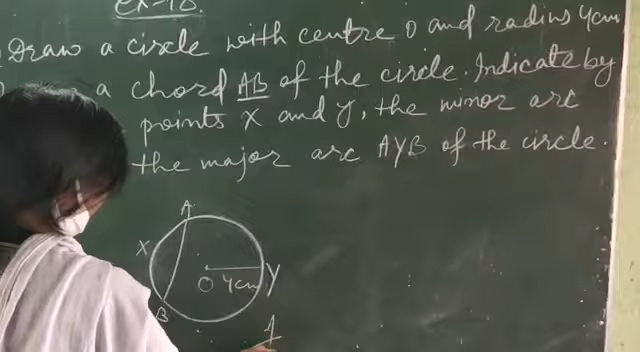 Ex-18.
Draw a circle with centre O and radius 4cm
a chord AB of the circle. Indicate by
points X and Y, the minor arc
the major arc AYB of the circle.
A
X
O 4cm Y
B